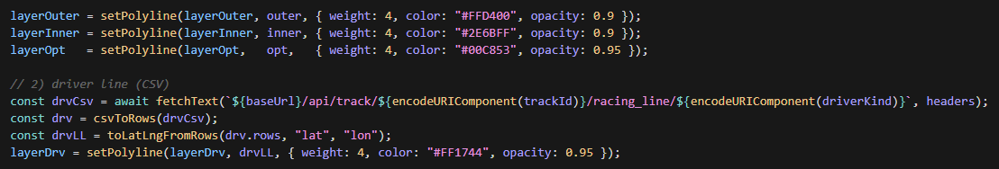 layerOuter = setPolyline(layerOuter, outer, { weight: 4, color: "#FFD400", opacity: 0.9 });
layerInner = setPolyline(layerInner, inner, { weight: 4, color: "#2E6BFF", opacity: 0.9 });
layerOpt   = setPolyline(layerOpt,   opt,   { weight: 4, color: "#00C853", opacity: 0.95 });
// 2) driver line (CSV)
const drvCsv = await fetchText(`${baseUrl}/api/track/${encodeURIComponent(trackId)}/racing_line/${encodeURIComponent(driverKind)}`, headers);
const drv = csvToRows(drvCsv);
const drvLL = toLatLngFromRows(drv.rows, "lat", "lon");
layerDrv = setPolyline(layerDrv, drvLL, { weight: 4, color: "#FF1744", opacity: 0.95 });